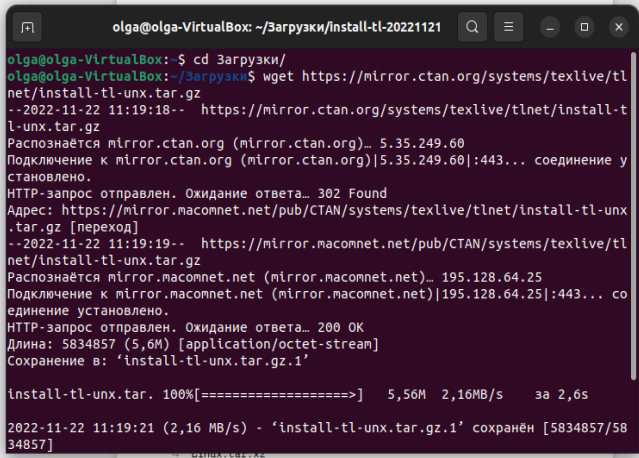 olga@olga-VirtualBox: ~/Загрузки/install-tl-20221121
olga@olga-VirtualBox:~$ cd Загрузки/
olga@olga-VirtualBox:~/Загрузки$ wget https://mirror.ctan.org/systems/texlive/tl
net/install-tl-unx.tar.gz
--2022-11-22 11:19:18--  https://mirror.ctan.org/systems/texlive/tlnet/install-t
l-unx.tar.gz
Распознаётся mirror.ctan.org (mirror.ctan.org)… 5.35.249.60
Подключение к mirror.ctan.org (mirror.ctan.org)|5.35.249.60|:443... соединение у
становлено.
HTTP-запрос отправлен. Ожидание ответа… 302 Found
Адрес: https://mirror.macomnet.net/pub/CTAN/systems/texlive/tlnet/install-tl-unx
.tar.gz [переход]
--2022-11-22 11:19:19--  https://mirror.macomnet.net/pub/CTAN/systems/texlive/tl
net/install-tl-unx.tar.gz
Распознаётся mirror.macomnet.net (mirror.macomnet.net)… 195.128.64.25
Подключение к mirror.macomnet.net (mirror.macomnet.net)|195.128.64.25|:443... со
единение установлено.
HTTP-запрос отправлен. Ожидание ответа… 200 OK
Длина: 5834857 (5,6M) [application/octet-stream]
Сохранение в: ‘install-tl-unx.tar.gz.1’
install-tl-unx.tar. 100%[===================>]   5,56M  2,16MB/s    за 2,6s
2022-11-22 11:19:21 (2,16 MB/s) - ‘install-tl-unx.tar.gz.1’ сохранён [5834857/58
34857]